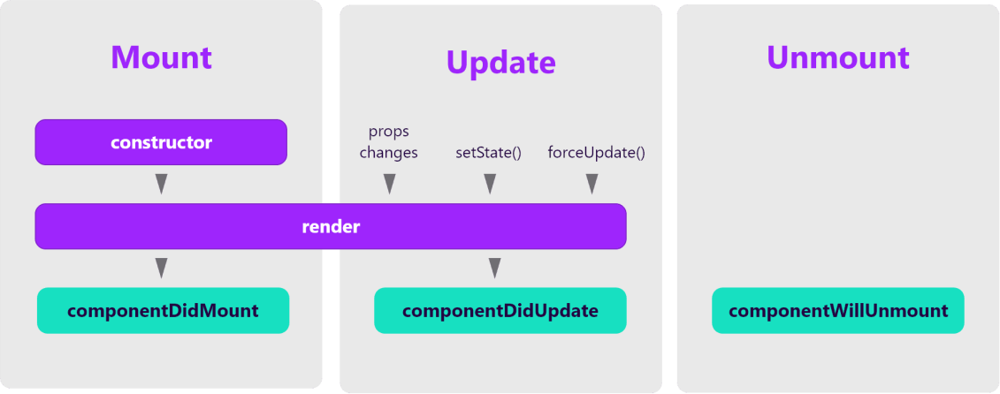 Mount
Update
Unmount
constructor
props
changes
setState()
forceUpdate()
render
componentDidMount
componentDidUpdate
componentWillUnmount